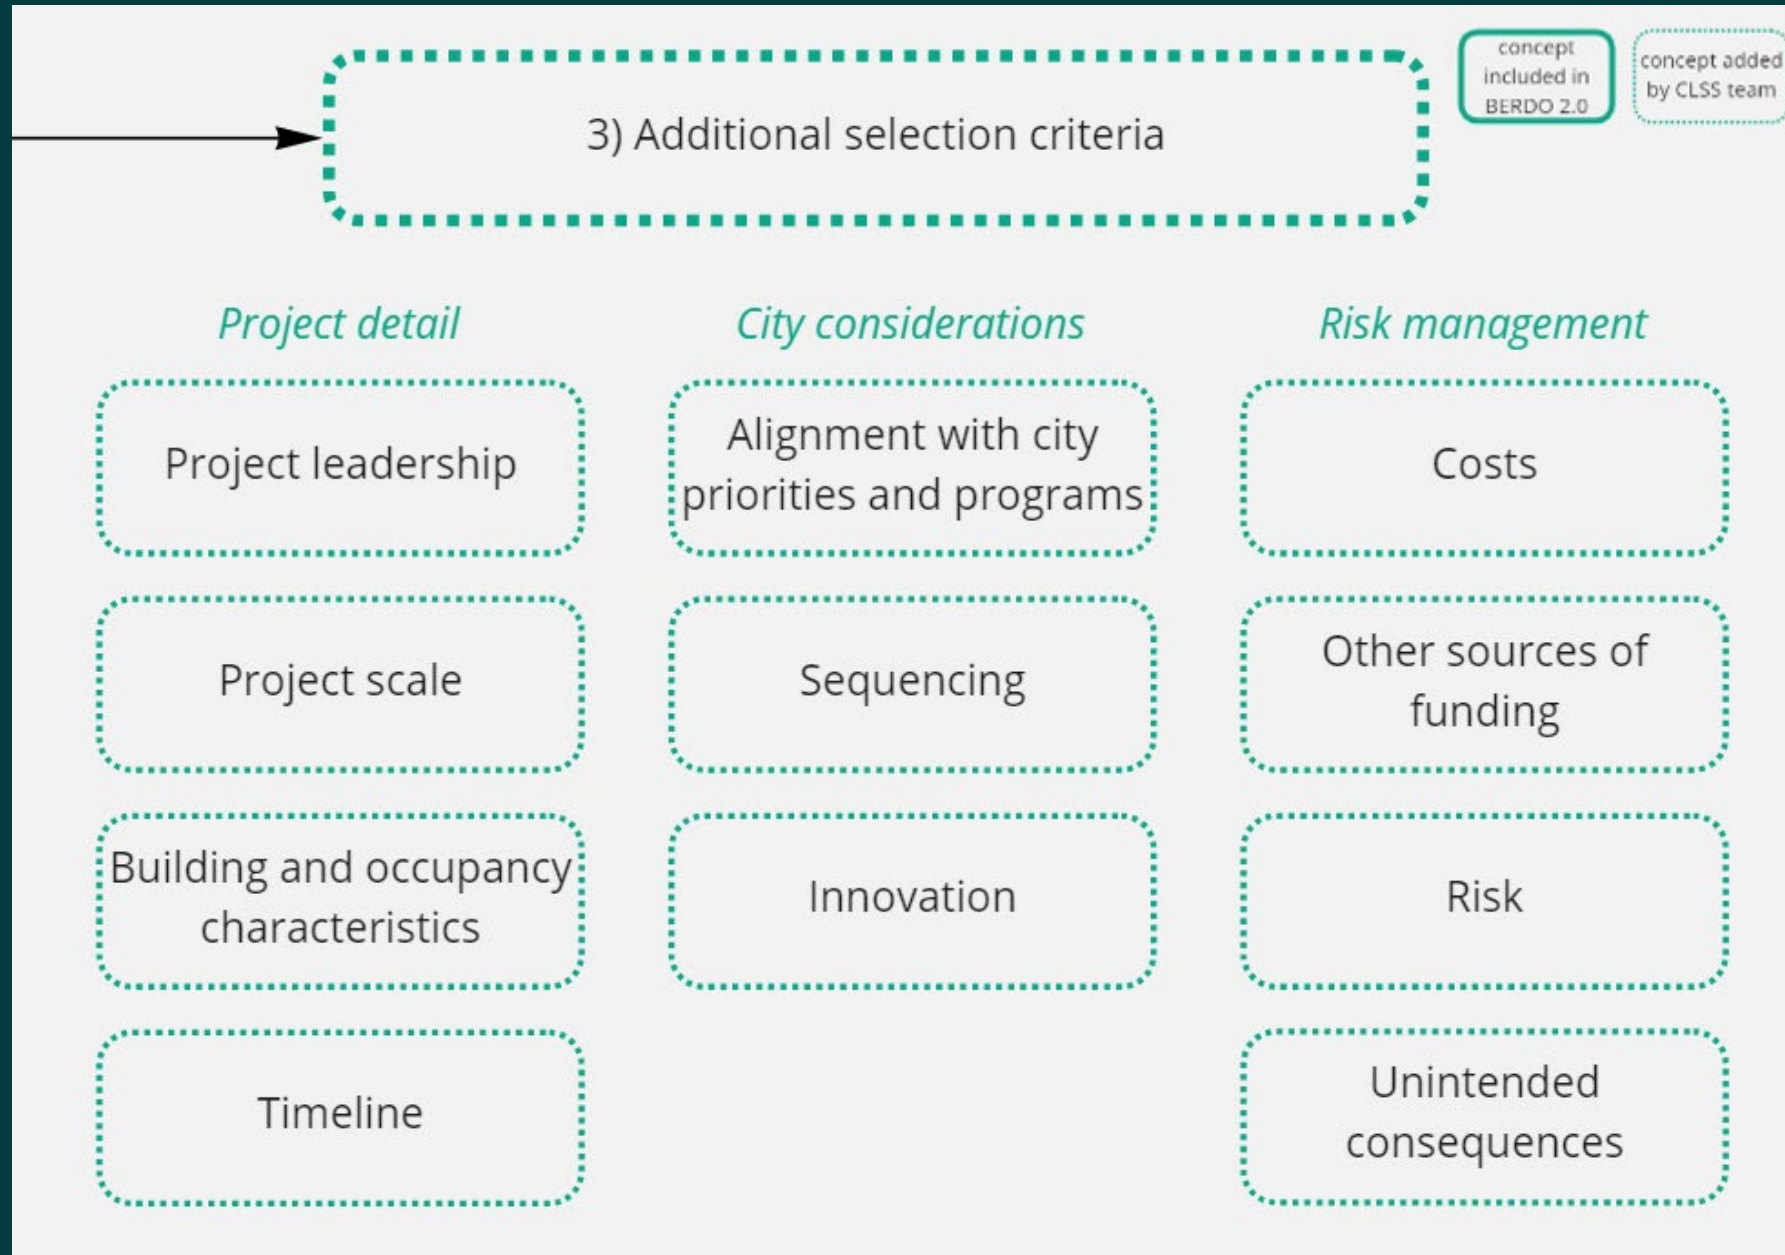 3) Additional selection criteria
concept
included in
BERDO 2.0
concept added
by CLSS team
Project detail
Project leadership
Project scale
Building and occupancy
characteristics
Timeline
City considerations
Alignment with city
priorities and programs
Sequencing
Innovation
Risk management
Costs
Other sources of
funding
Risk
Unintended
consequences